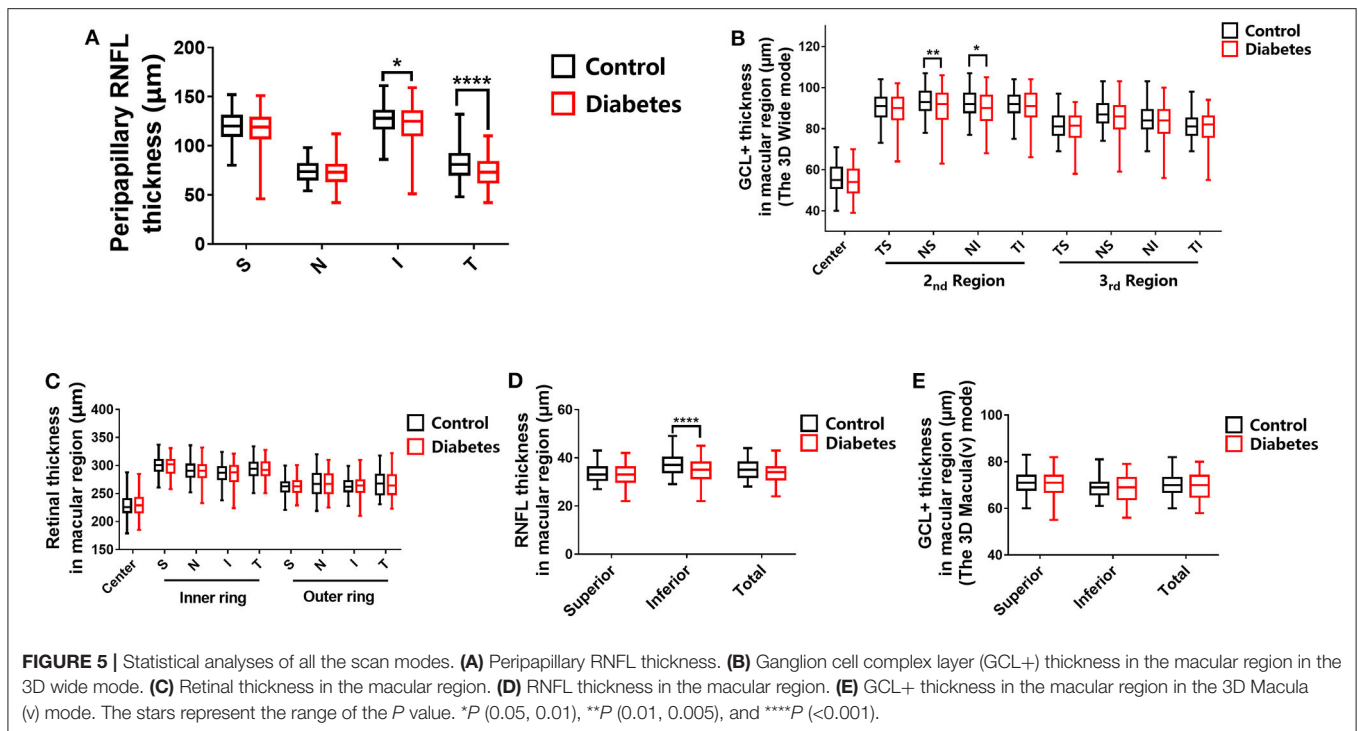 A
Peripapillary RNFL
thickness (μm)
200
150
100
50
0
S
N
I
T
*
****
Control
Diabetes
B
GCL+ thickness
in macular region (μm)
(The 3D Wide mode)
120
100
80
60
40
**
*
Control
Diabetes
Center
TS
NS
NI
TI
TS
NS
NI
TI
2nd Region
3rd Region
C
Retinal thickness
in macular region (μm)
400
350
300
250
200
150
Control
Diabetes
Center
S
N
I
T
S
N
I
T
Inner ring
Outer ring
D
RNFL thickness
in macular region (μm)
60
40
20
0
****
Control
Diabetes
Superior
Inferior
Total
E
GCL+ thickness
in macular region (μm)
(The 3D Macula(v) mode)
100
80
60
40
Control
Diabetes
Superior
Inferior
Total
FIGURE 5 | Statistical analyses of all the scan modes. (A) Peripapillary RNFL thickness. (B) Ganglion cell complex layer (GCL+) thickness in the macular region in the
3D wide mode. (C) Retinal thickness in the macular region. (D) RNFL thickness in the macular region. (E) GCL+ thickness in the macular region in the 3D Macula
(v) mode. The stars represent the range of the P value. *P (0.05, 0.01), **P (0.01, 0.005), and ****P (<0.001).